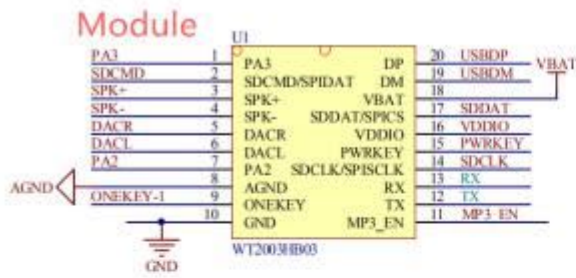 Module
U1
PA3 1 PA3 DP 20 USBDP
SDCMD 2 SDCMD/SPIDAT DM 19 USBDM
SPK+ 3 SPK+ VBAT 18 VBAT
SPK- 4 SPK- SDDAT/SPICS 17 SDDAT
DACR 5 DACR VDDIO 16 VDDIO
DACL 6 DACL PWRKEY 15 PWRKEY
PA2 7 PA2 SDCLK/SPISCLK 14 SDCLK
AGND 8 AGND RX 13 RX
ONEKEY-1 9 ONEKEY TX 12 TX
10 GND MP3_EN 11 MP3 EN
GND
WT2003HB03